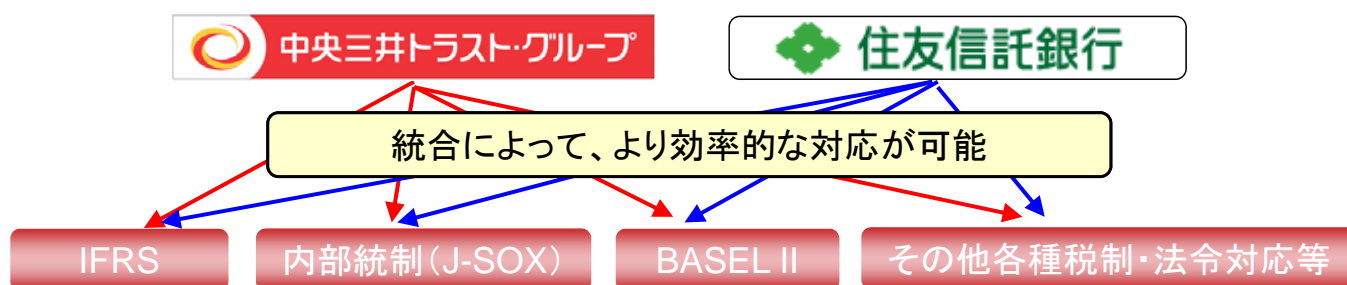 中央三井トラスト・グループ
住友信託銀行
統合によって、より効率的な対応が可能
IFRS
内部統制(J-SOX)
BASEL II
その他各種税制・法令対応等